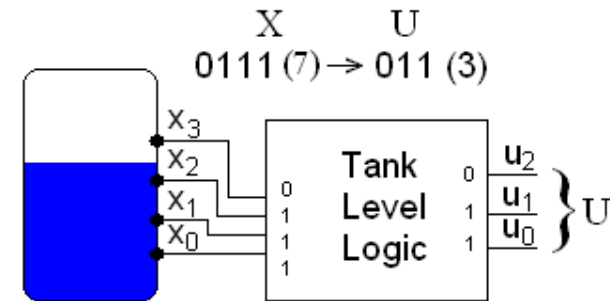 X U
0111 (7) → 011 (3)
x3
x2
x1
x0
0
1
1
1
Tank
Level
Logic
0
1
1
u2
u1
u0
U